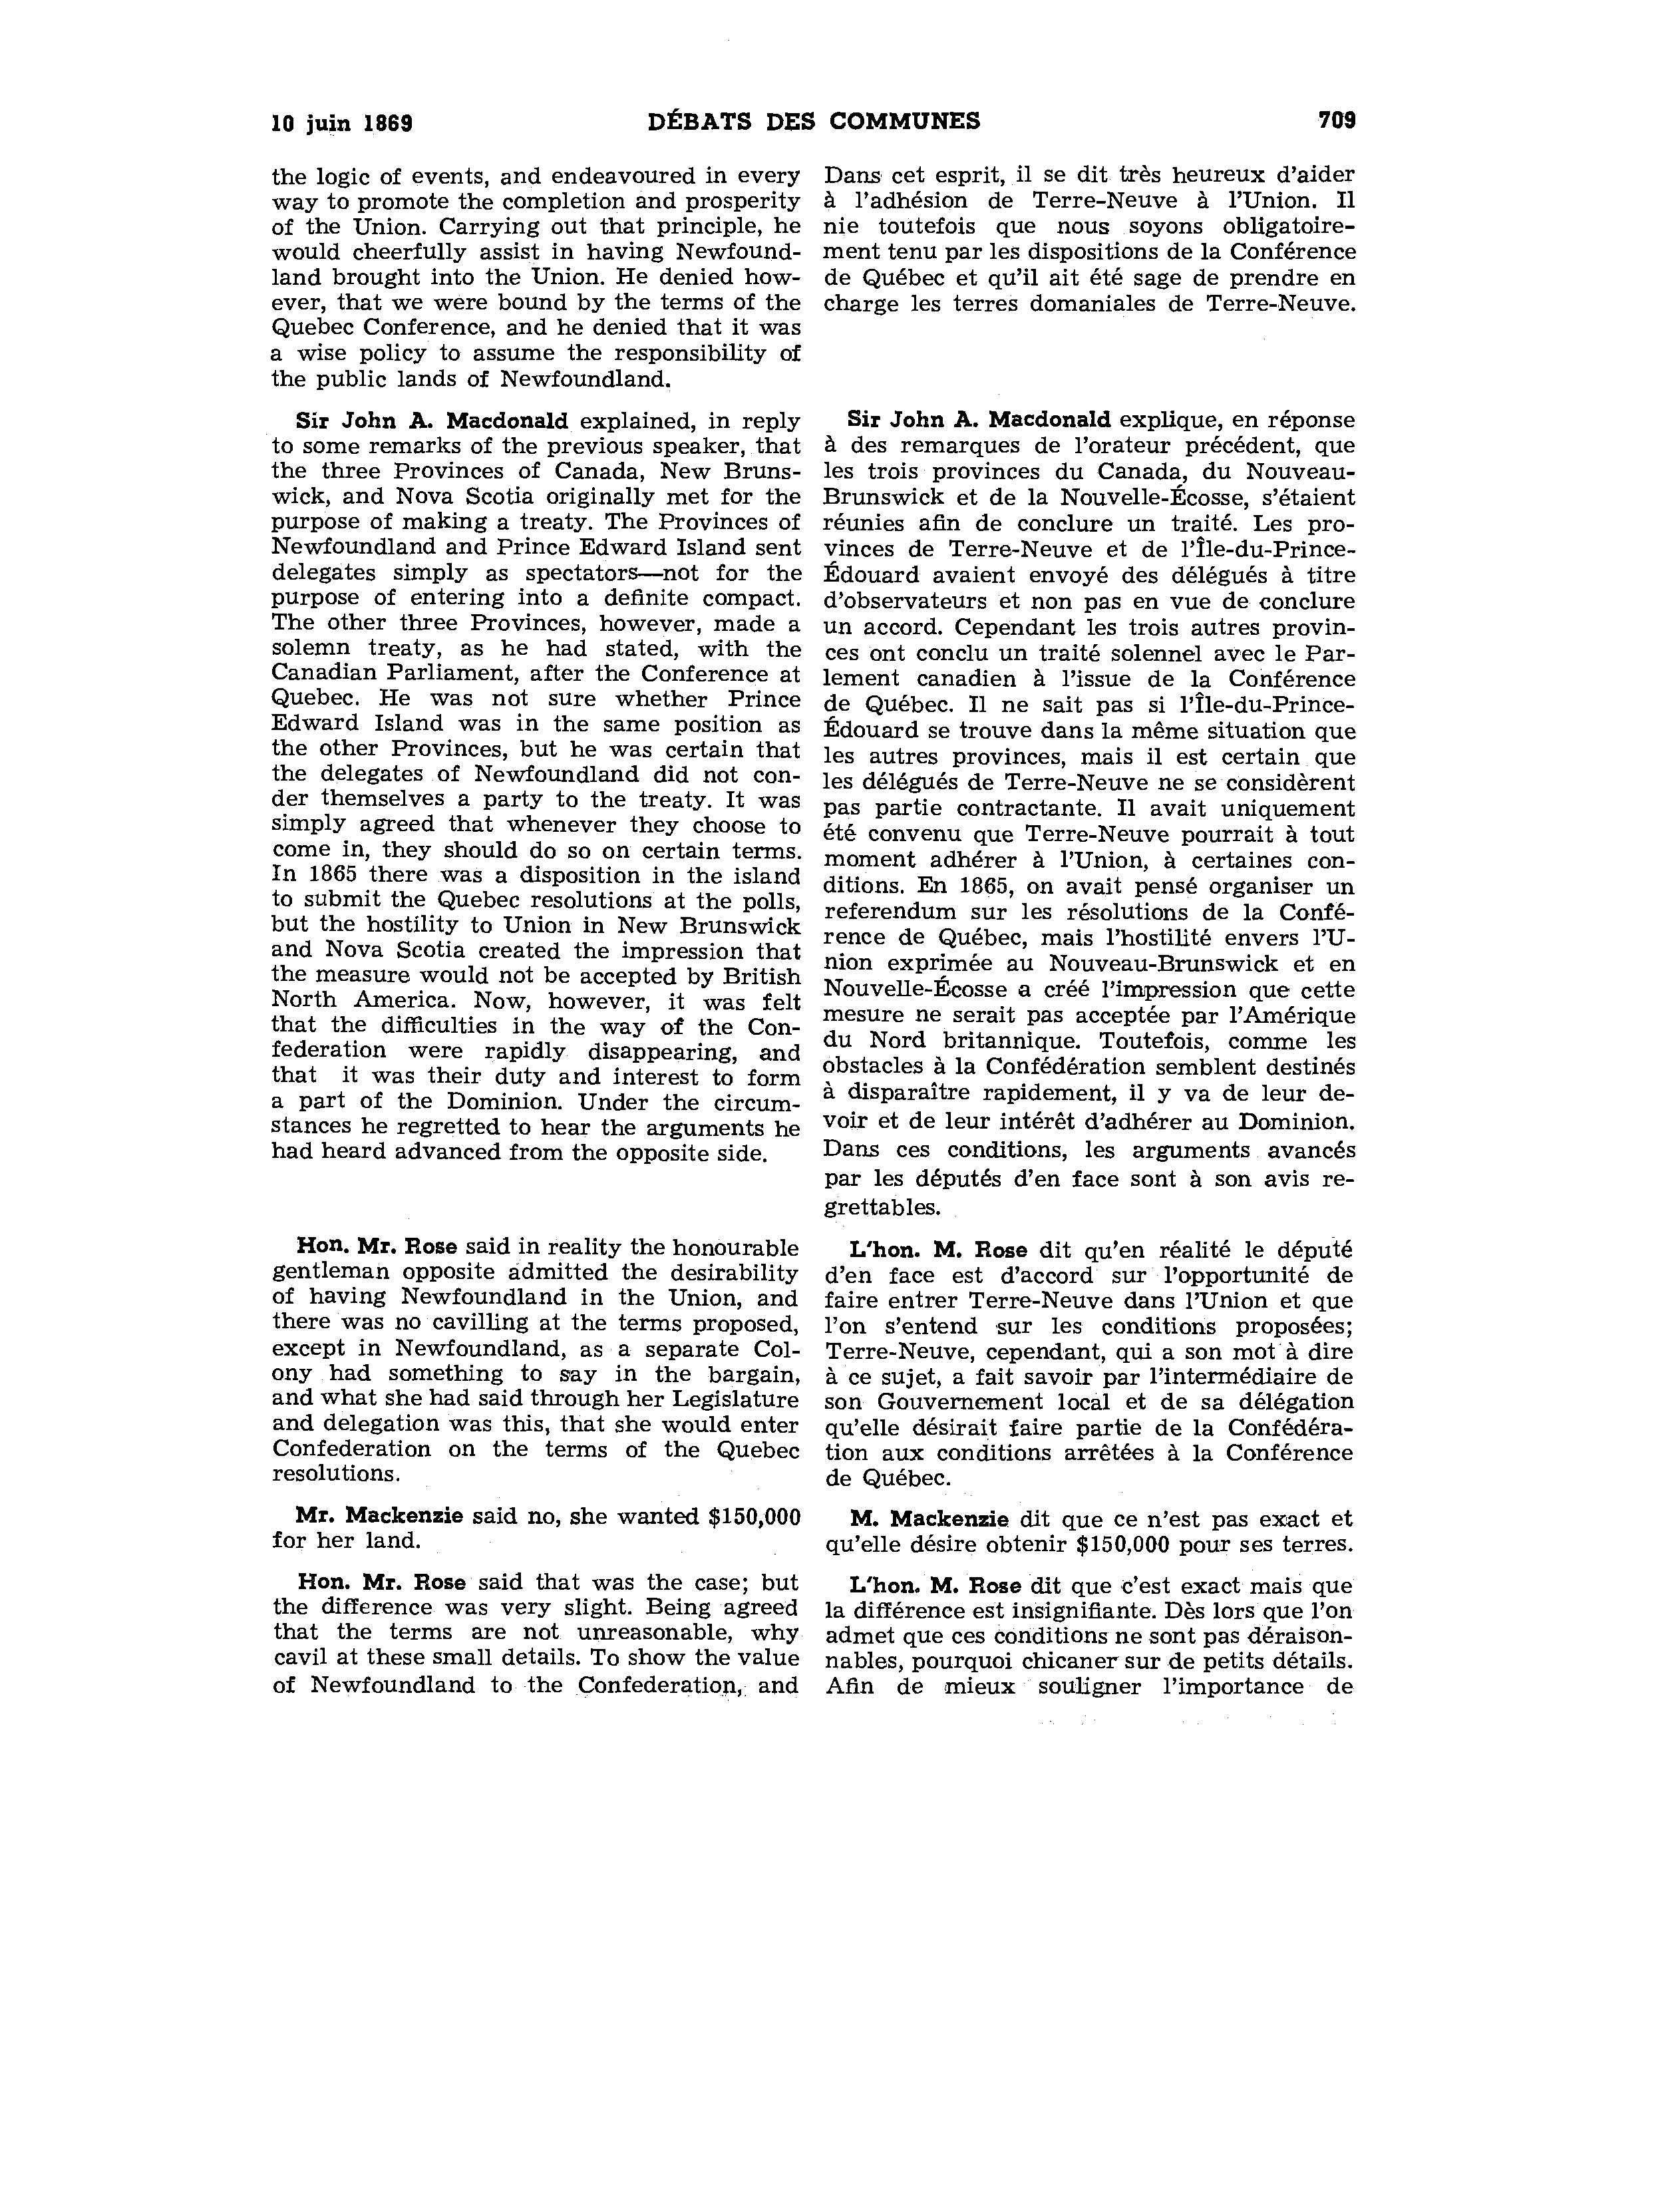 10 juin 1869 DÉBATS DES COMMUNES 709
the logic of events, and endeavoured in every
way to promote the completion and prosperity
of the Union. Carrying out that principle, he
would cheerfully assist in having Newfound-
land brought into the Union. He denied how-
ever, that we were bound by the terms of the
Quebec Conference, and he denied that it was
a wise policy to assume the responsibility of
the public lands of Newfoundland.
Sir John A. Macdonald explained, in reply
to some remarks of the previous speaker, that
the three Provinces of Canada, New Bruns-
wick, and Nova Scotia originally met for the
purpose of making a treaty. The Provinces of
Newfoundland and Prince Edward Island sent
delegates simply as spectators—not for the
purpose of entering into a definite compact.
The other three Provinces, however, made a
solemn treaty, as he had stated, with the
Canadian Parliament, after the Conference at
Quebec. He was not sure whether Prince
Edward Island was in the same position as
the other Provinces, but he was certain that
the delegates of Newfoundland did not con-
der themselves a party to the treaty. It was
simply agreed that whenever they choose to
come in, they should do so on certain terms.
In 1865 there was a disposition in the island
to submit the Quebec resolutions at the polls,
but the hostility to Union in New Brunswick
and Nova Scotia created the impression that
the measure would not be accepted by British
North America. Now, however, it was felt
that the difficulties in the way of the Con-
federation were rapidly disappearing, and
that it was their duty and interest to form
a part of the Dominion. Under the circum-
stances he regretted to hear the arguments he
had heard advanced from the opposite side.
Hon. Mr. Rose said in reality the honourable
gentleman opposite admitted the desirability
of having Newfoundland in the Union, and
there was no cavilling at the terms proposed,
except in Newfoundland, as a separate Col-
ony had something to say in the bargain,
and what she had said through her Legislature
and delegation was this, that she would enter
Confederation on the terms of the Quebec
resolutions.
Mr. Mackenzie said no, she wanted $150,000
for her land.
Hon. Mr. Rose said that was the case; but
the difference was very slight. Being agreed
that the terms are not unreasonable, why
cavil at these small details. To show the value
of Newfoundland to the Confederation, and
Dans cet esprit, il se dit très heureux d'aider
à l'adhésion de Terre-Neuve à l'Union. Il
nie toutefois que nous soyons obligatoire-
ment tenu par les dispositions de la Conférence
de Québec et qu'il ait été sage de prendre en
charge les terres domaniales de Terre-Neuve.
Sir John A. Macdonald explique, en réponse
à des remarques de l'orateur précédent, que
les trois provinces du Canada, du Nouveau-
Brunswick et de la Nouvelle-Écosse, s'étaient
réunies afin de conclure un traité. Les pro-
vinces de Terre-Neuve et de l'Île-du-Prince-
Édouard avaient envoyé des délégués à titre
d'observateurs et non pas en vue de conclure
un accord. Cependant les trois autres provin-
ces ont conclu un traité solennel avec le Par-
lement canadien à l'issue de la Conférence
de Québec. Il ne sait pas si l'Île-du-Prince-
Édouard se trouve dans la même situation que
les autres provinces, mais il est certain que
les délégués de Terre-Neuve ne se considèrent
pas partie contractante. Il avait uniquement
été convenu que Terre-Neuve pourrait à tout
moment adhérer à l'Union, à certaines con-
ditions. En 1865, on avait pensé organiser un
referendum sur les résolutions de la Confé-
rence de Québec, mais l'hostilité envers l'U-
nion exprimée au Nouveau-Brunswick et en
Nouvelle-Écosse a créé l'impression que cette
mesure ne serait pas acceptée par l'Amérique
du Nord britannique. Toutefois, comme les
obstacles à la Confédération semblent destinés
à disparaître rapidement, il y va de leur de-
voir et de leur intérêt d'adhérer au Dominion.
Dans ces conditions, les arguments avancés
par les députés d'en face sont à son avis re-
grettables.
L'hon. M. Rose dit qu'en réalité le député
d'en face est d'accord sur l'opportunité de
faire entrer Terre-Neuve dans l'Union et que
l'on s'entend sur les conditions proposées;
Terre-Neuve, cependant, qui a son mot à dire
à ce sujet, a fait savoir par l'intermédiaire de
son Gouvernement local et de sa délégation
qu'elle désirait faire partie de la Confédéra-
tion aux conditions arrêtées à la Conférence
de Québec.
M. Mackenzie dit que ce n'est pas exact et
qu'elle désire obtenir $150,000 pour ses terres.
L'hon. M. Rose dit que c'est exact mais que
la différence est insignifiante. Dès lors que l'on
admet que ces conditions ne sont pas déraison-
nables, pourquoi chicaner sur de petits détails.
Afin de mieux souligner l'importance de